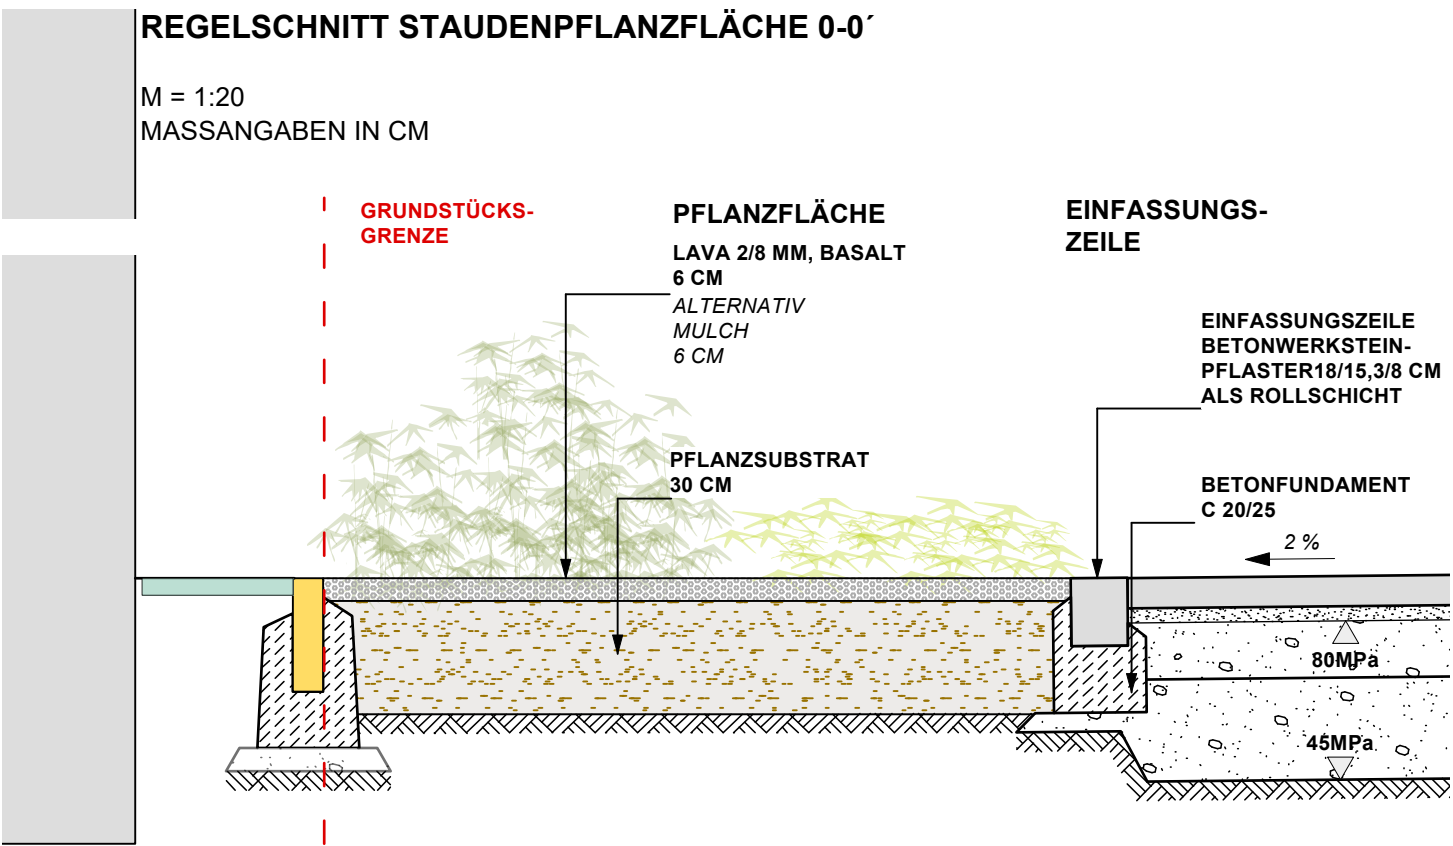 REGELSCHNITT STAUDENPFLANZFLÄCHE 0-0´
M = 1:20
MASSANGABEN IN CM
GRUNDSTÜCKS-
GRENZE
PFLANZFLÄCHE
LAVA 2/8 MM, BASALT
6 CM
ALTERNATIV
MULCH
6 CM
PFLANZSUBSTRAT
30 CM
EINFASSUNGS-
ZEILE
EINFASSUNGSZEILE
BETONWERKSTEIN-
PFLASTER18/15,3/8 CM
ALS ROLLSCHICHT
BETONFUNDAMENT
C 20/25
2 %
80MPa
45MPa